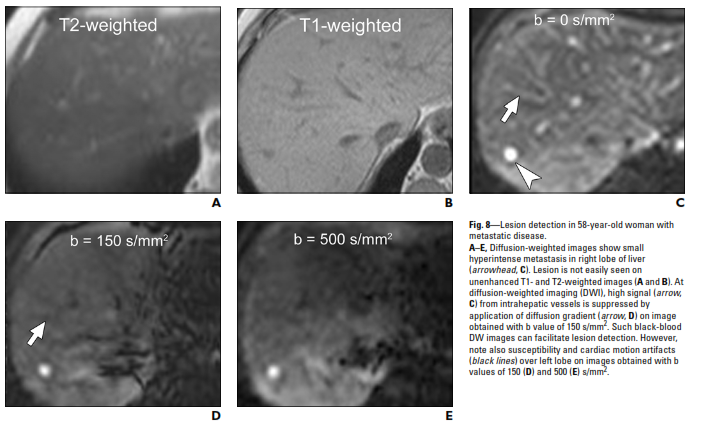 T2-weighted
T1-weighted
b = 0 s/mm²
A
B
C
b = 150 s/mm²
b = 500 s/mm²
D
E
Fig. 8—Lesion detection in 58-year-old woman with
metastatic disease.
A–E, Diffusion-weighted images show small
hyperintense metastasis in right lobe of liver
(arrowhead, C). Lesion is not easily seen on
unenhanced T1- and T2-weighted images (A and B). At
diffusion-weighted imaging (DWI), high signal (arrow,
C) from intrahepatic vessels is suppressed by
application of diffusion gradient (arrow, D) on image
obtained with b value of 150 s/mm². Such black-blood
DW images can facilitate lesion detection. However,
note also susceptibility and cardiac motion artifacts
(black lines) over left lobe on images obtained with b
values of 150 (D) and 500 (E) s/mm².